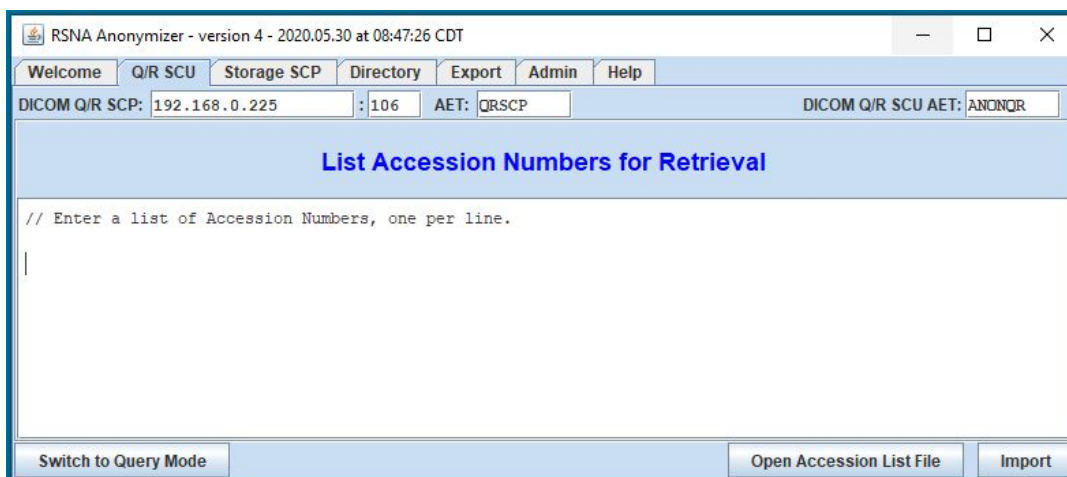 RSNA Anonymizer - version 4 - 2020.05.30 at 08:47:26 CDT
Welcome Q/R SCU Storage SCP Directory Export Admin Help
DICOM Q/R SCP: 192.168.0.225 : 106 AET: QRSCP DICOM Q/R SCU AET: ANONQR
List Accession Numbers for Retrieval
// Enter a list of Accession Numbers, one per line.
Switch to Query Mode Open Accession List File Import